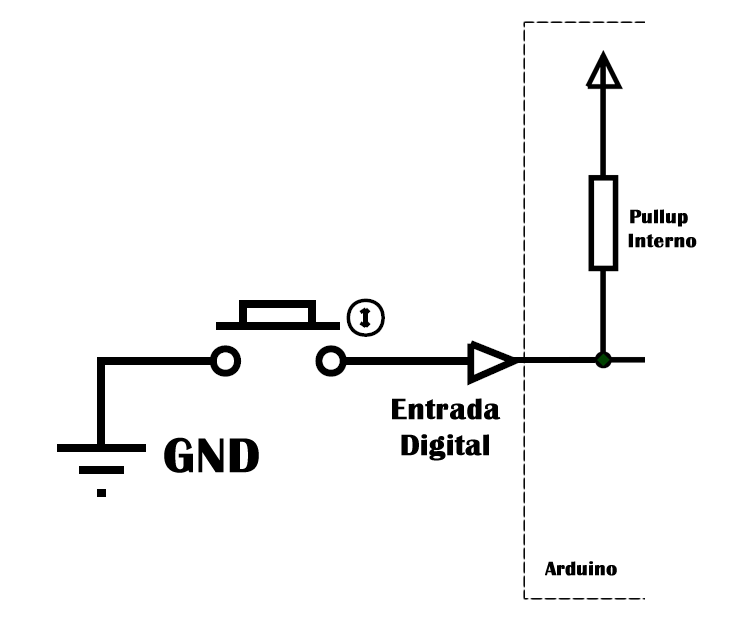 Pullup
Interno
GND
Entrada
Digital
Arduino